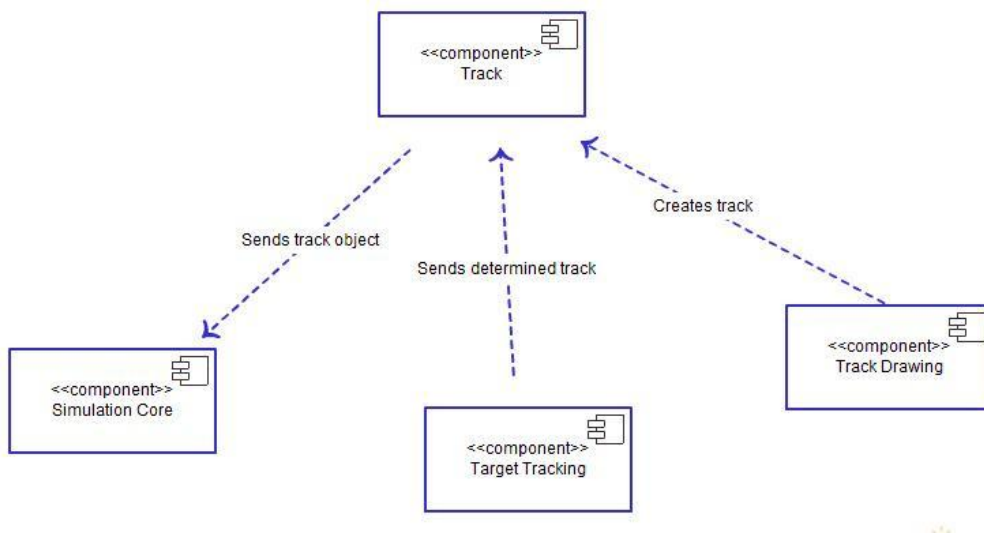 <<component>>
Track
Creates track
Sends track object
Sends determined track
<<component>>
Track Drawing
<<component>>
Simulation Core
<<component>>
Target Tracking